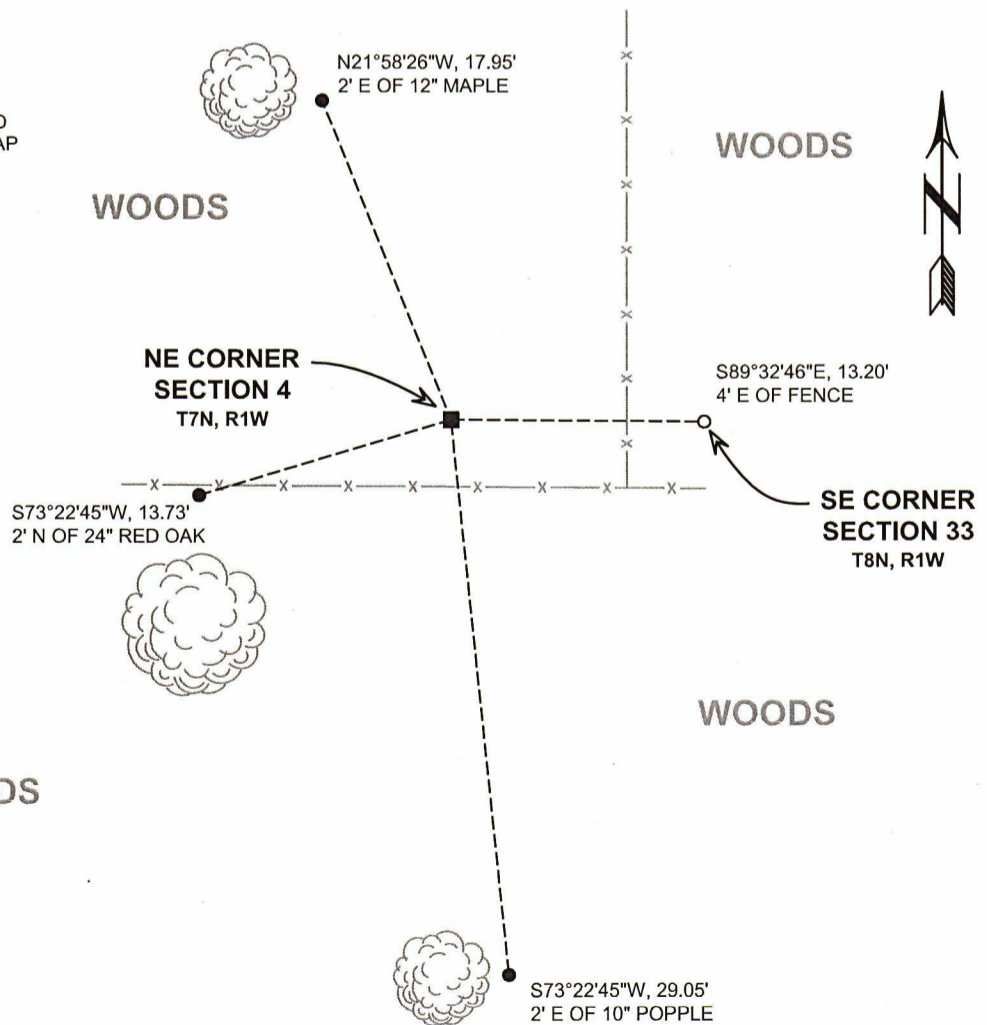 N21°58'26"W, 17.95'
2' E OF 12" MAPLE
AP
WOODS
WOODS
N
NE CORNER
SECTION 4
T7N, R1W
S89°32'46"E, 13.20'
4' E OF FENCE
S73°22'45"W, 13.73'
2' N OF 24" RED OAK
SE CORNER
SECTION 33
T8N, R1W
WOODS
DS
S73°22'45"W, 29.05'
2' E OF 10" POPPLE